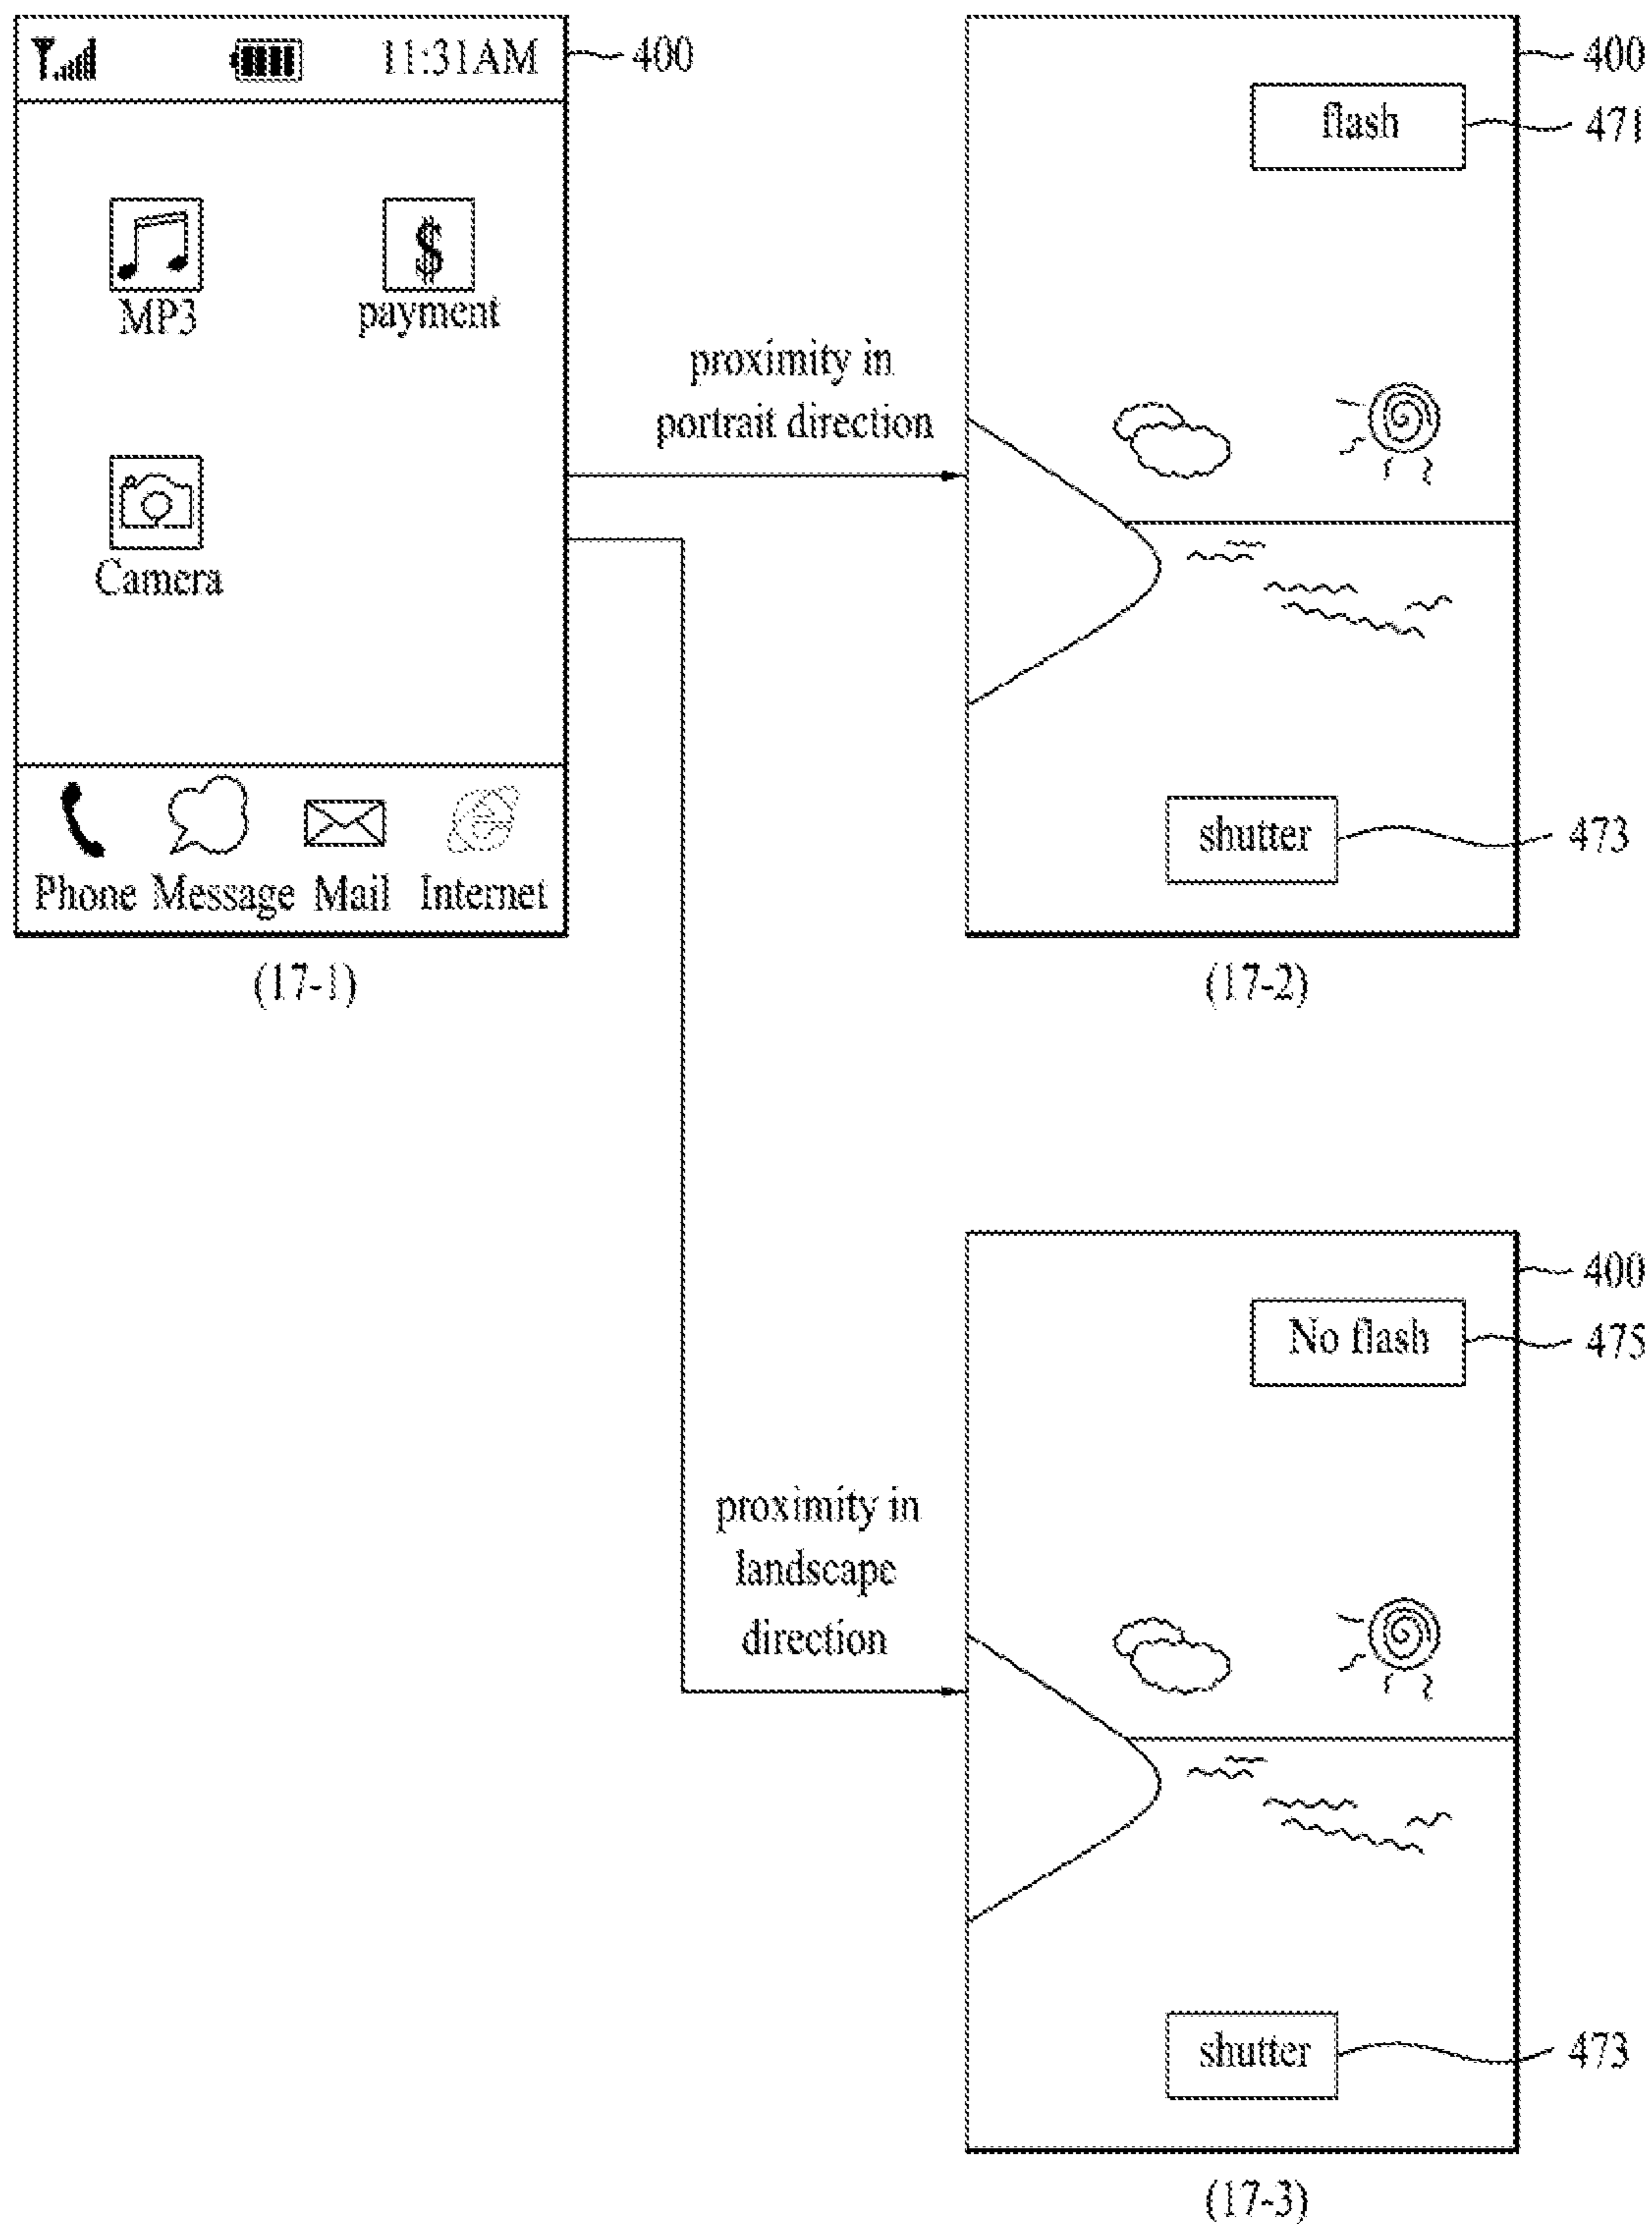 11:31AM
400
MP3
$
payment
Camera
Phone Message Mail Internet
(17-1)
proximity in
portrait direction
400
flash
471
shutter
473
(17-2)
proximity in
landscape
direction
400
No flash
475
shutter
473
(17-3)